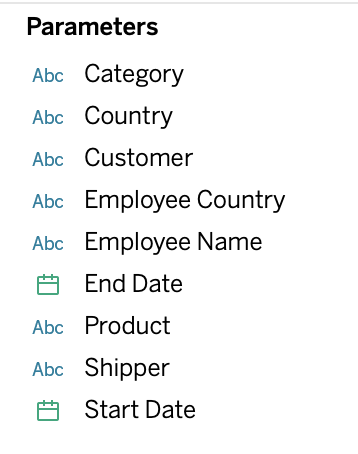 Parameters
Abc Category
Abc Country
Abc Customer
Abc Employee Country
Abc Employee Name
End Date
Abc Product
Abc Shipper
Start Date